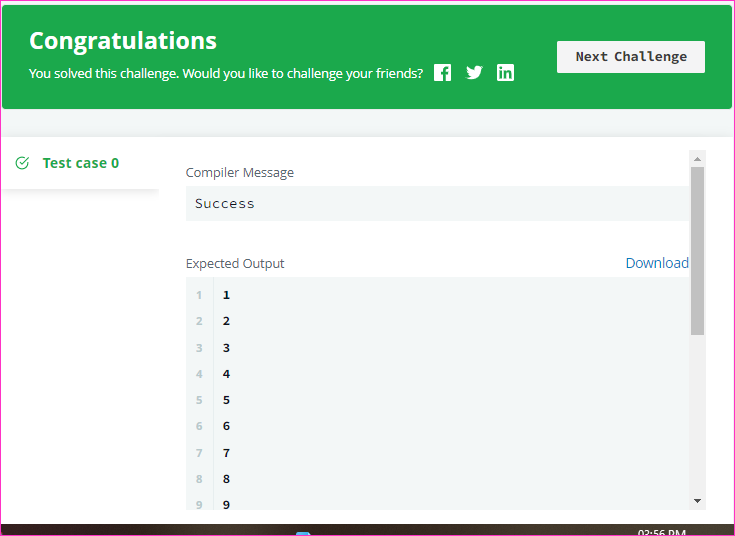 Congratulations
You solved this challenge. Would you like to challenge your friends?
Next Challenge
Test case 0
Compiler Message
Success
Expected Output
Download
1 1
2 2
3 3
4 4
5 5
6 6
7 7
8 8
9 9
03:56 PM